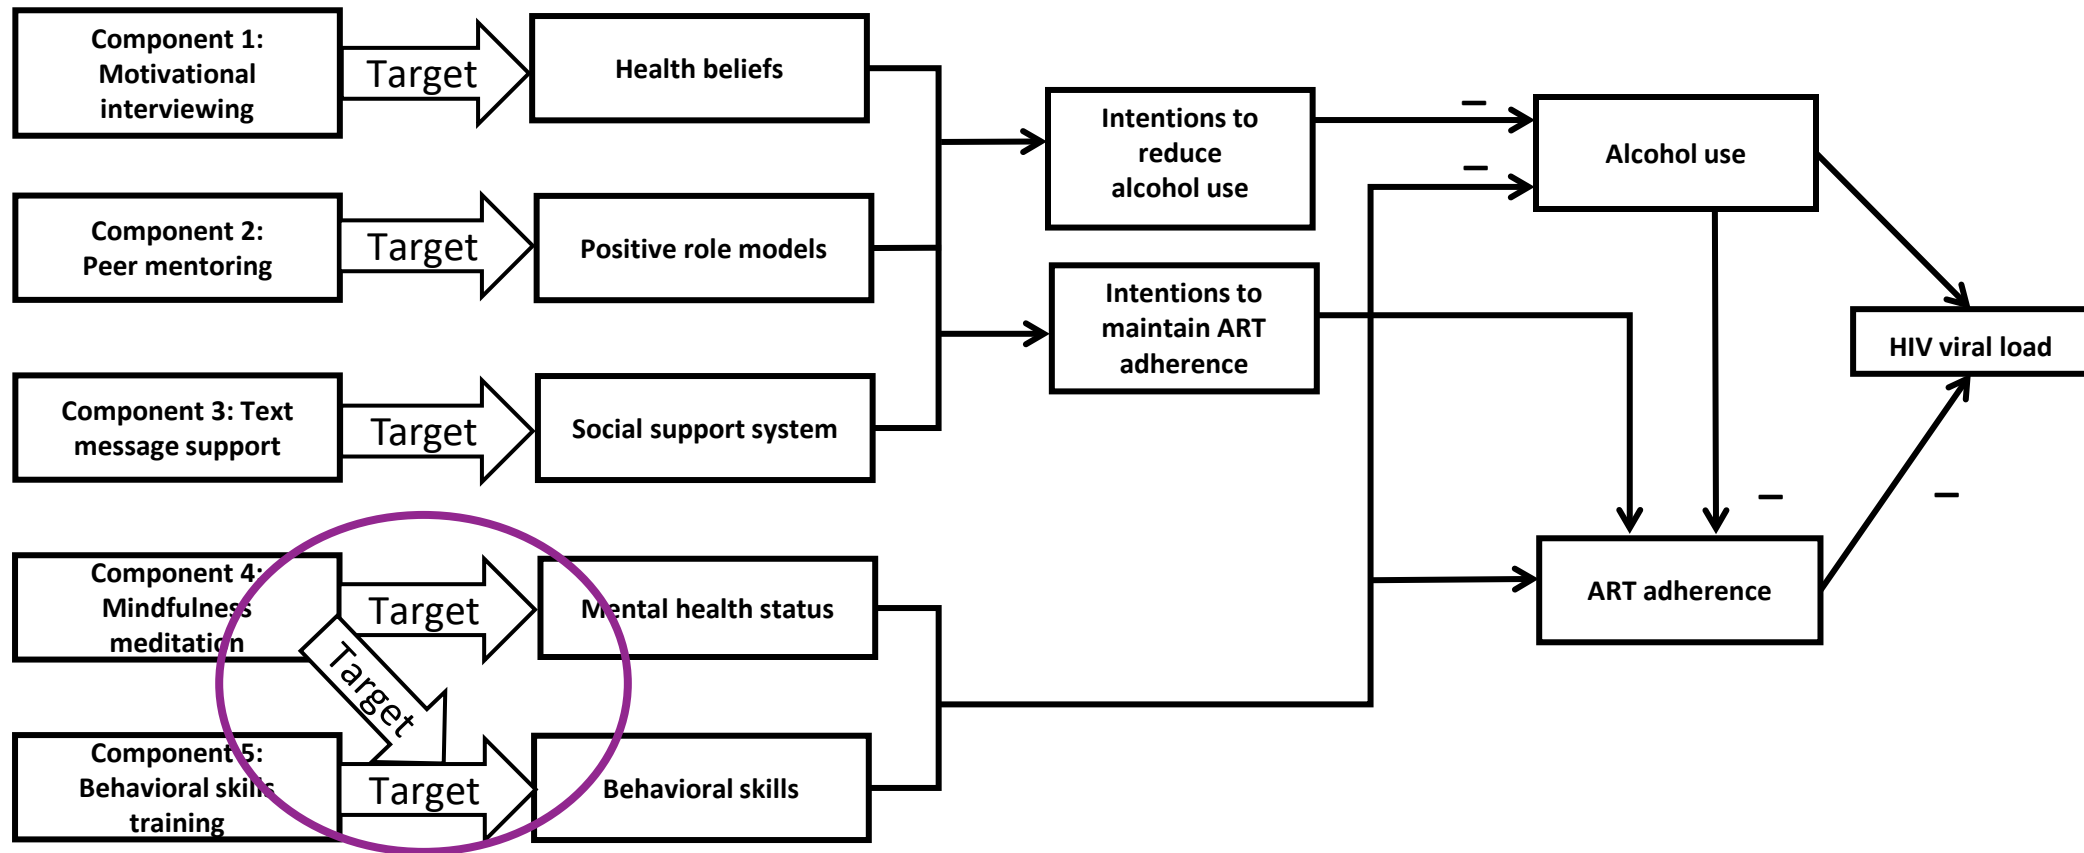 Component 1:
Motivational
interviewing
Target
Health beliefs
Component 2:
Peer mentoring
Target
Positive role models
Component 3: Text
message support
Target
Social support system
Component 4:
Mindfulness
meditation
Target
Mental health status
Target
Component 5:
Behavioral skills
training
Target
Behavioral skills
Intentions to
reduce
alcohol use
Intentions to
maintain ART
adherence
–
–
Alcohol use
–
ART adherence
–
HIV viral load